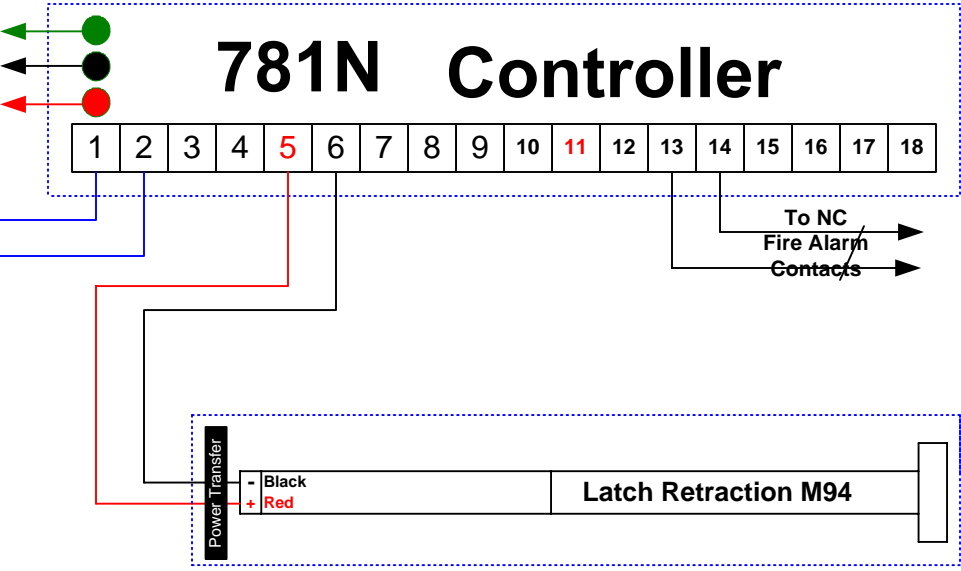 781N Controller
1 2 3 4 5 6 7 8 9 10 11 12 13 14 15 16 17 18
To NC
Fire Alarm
Contacts
Power Transfer
- Black
+ Red
Latch Retraction M94